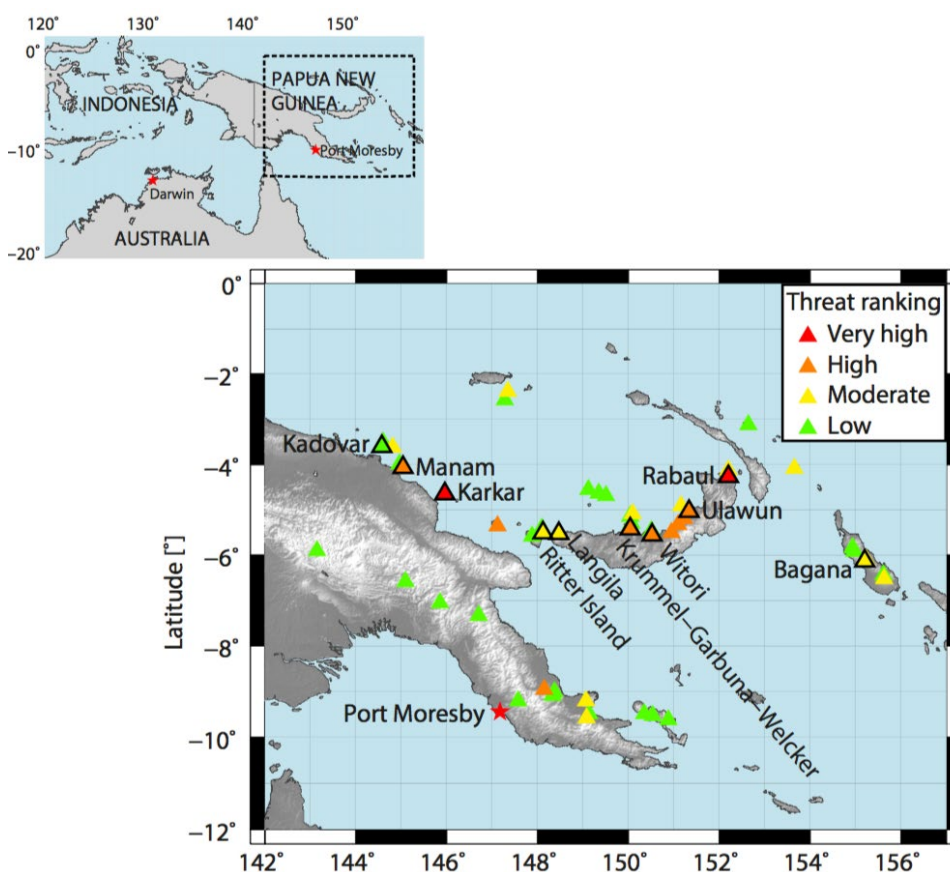 120° 130° 140° 150°
0°
−10°
−20°
PAPUA NEW
GUINEA
INDONESIA
Port Moresby
Darwin
AUSTRALIA
0°
−2°
−4°
−6°
−8°
−10°
−12°
Latitude [°]
Threat ranking
Very high
High
Moderate
Low
Kadovar
Manam
Karkar
Rabaul
Ulawun
Witori
Krummel−Garbuna−Welcker
Langila
Ritter Island
Bagana
Port Moresby
142 144 146 148 150 152 154 156